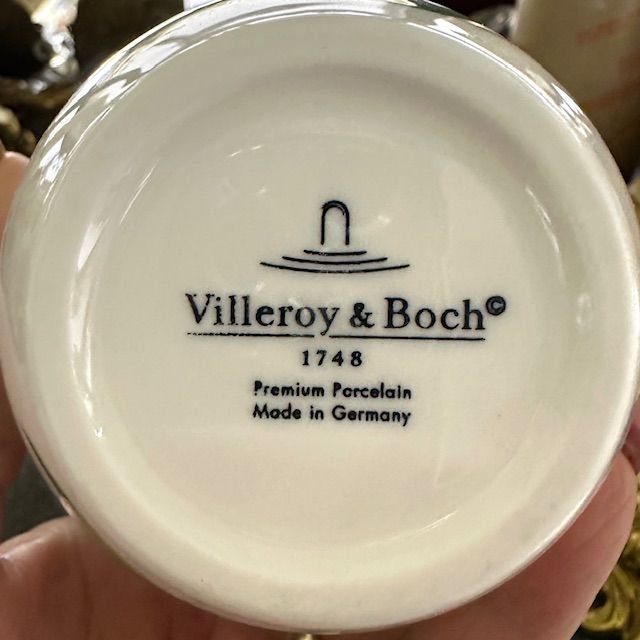 Villeroy & Boch©
1748
Premium Porcelain
Made in Germany